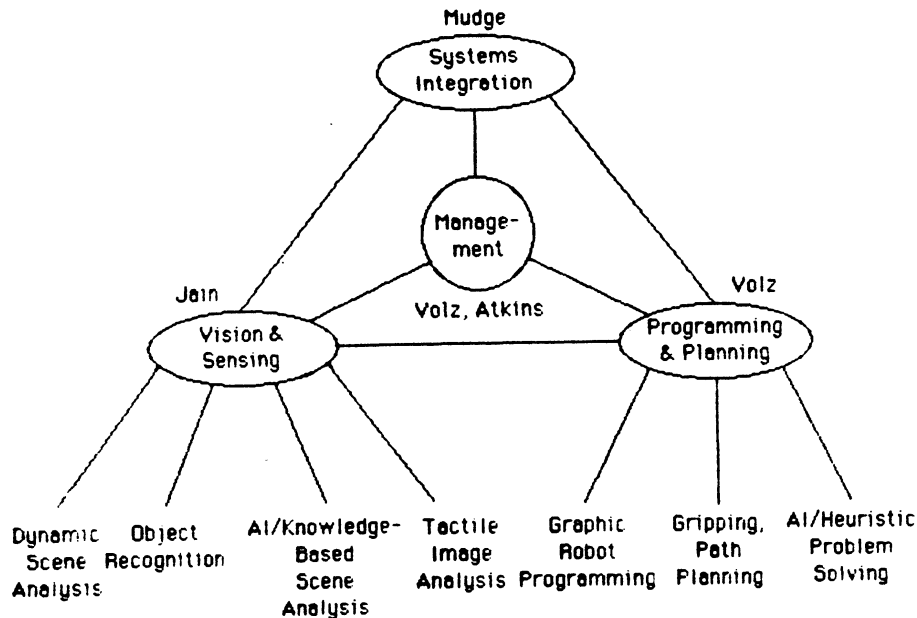 Mudge
Systems
Integration
Manage-
ment
Volz, Atkins
Jain
Vision &
Sensing
Volz
Programming
& Planning
Dynamic
Scene
Analysis
Object
Recognition
AI/Knowledge-
Based
Scene
Analysis
Tactile
Image
Analysis
Graphic
Robot
Programming
Gripping,
Path
Planning
AI/Heuristic
Problem
Solving